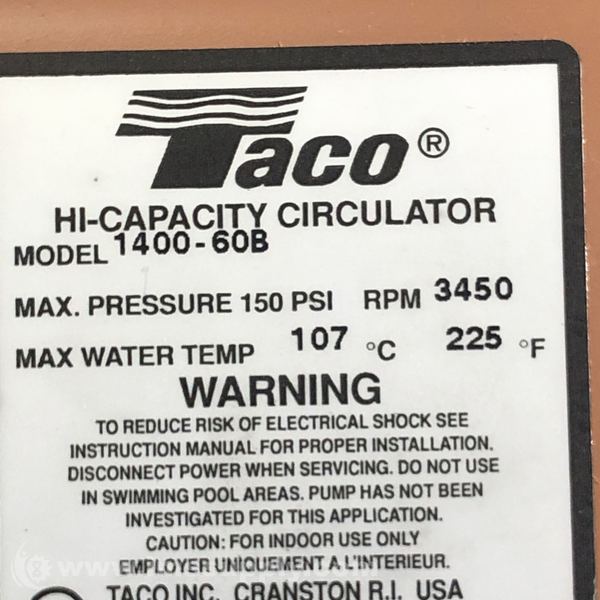 Taco®
HI-CAPACITY CIRCULATOR
MODEL 1400-60B
MAX. PRESSURE 150 PSI RPM 3450
MAX WATER TEMP 107 °C 225 °F
WARNING
TO REDUCE RISK OF ELECTRICAL SHOCK SEE
INSTRUCTION MANUAL FOR PROPER INSTALLATION.
DISCONNECT POWER WHEN SERVICING. DO NOT USE
IN SWIMMING POOL AREAS. PUMP HAS NOT BEEN
INVESTIGATED FOR THIS APPLICATION.
CAUTION: FOR INDOOR USE ONLY
EMPLOYER UNIQUEMENT A L'INTERIEUR.
TACO INC. CRANSTON R.I. USA